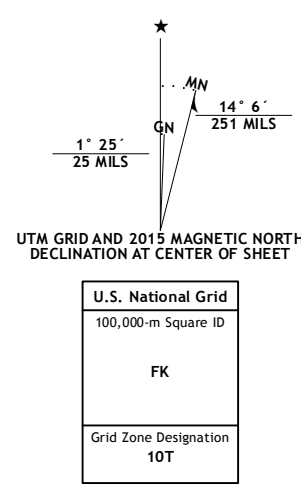 ★
MN
GN
14° 6´
251 MILS
1° 25´
25 MILS
UTM GRID AND 2015 MAGNETIC NORTH
DECLINATION AT CENTER OF SHEET
U.S. National Grid
100,000-m Square ID
FK
Grid Zone Designation
10T